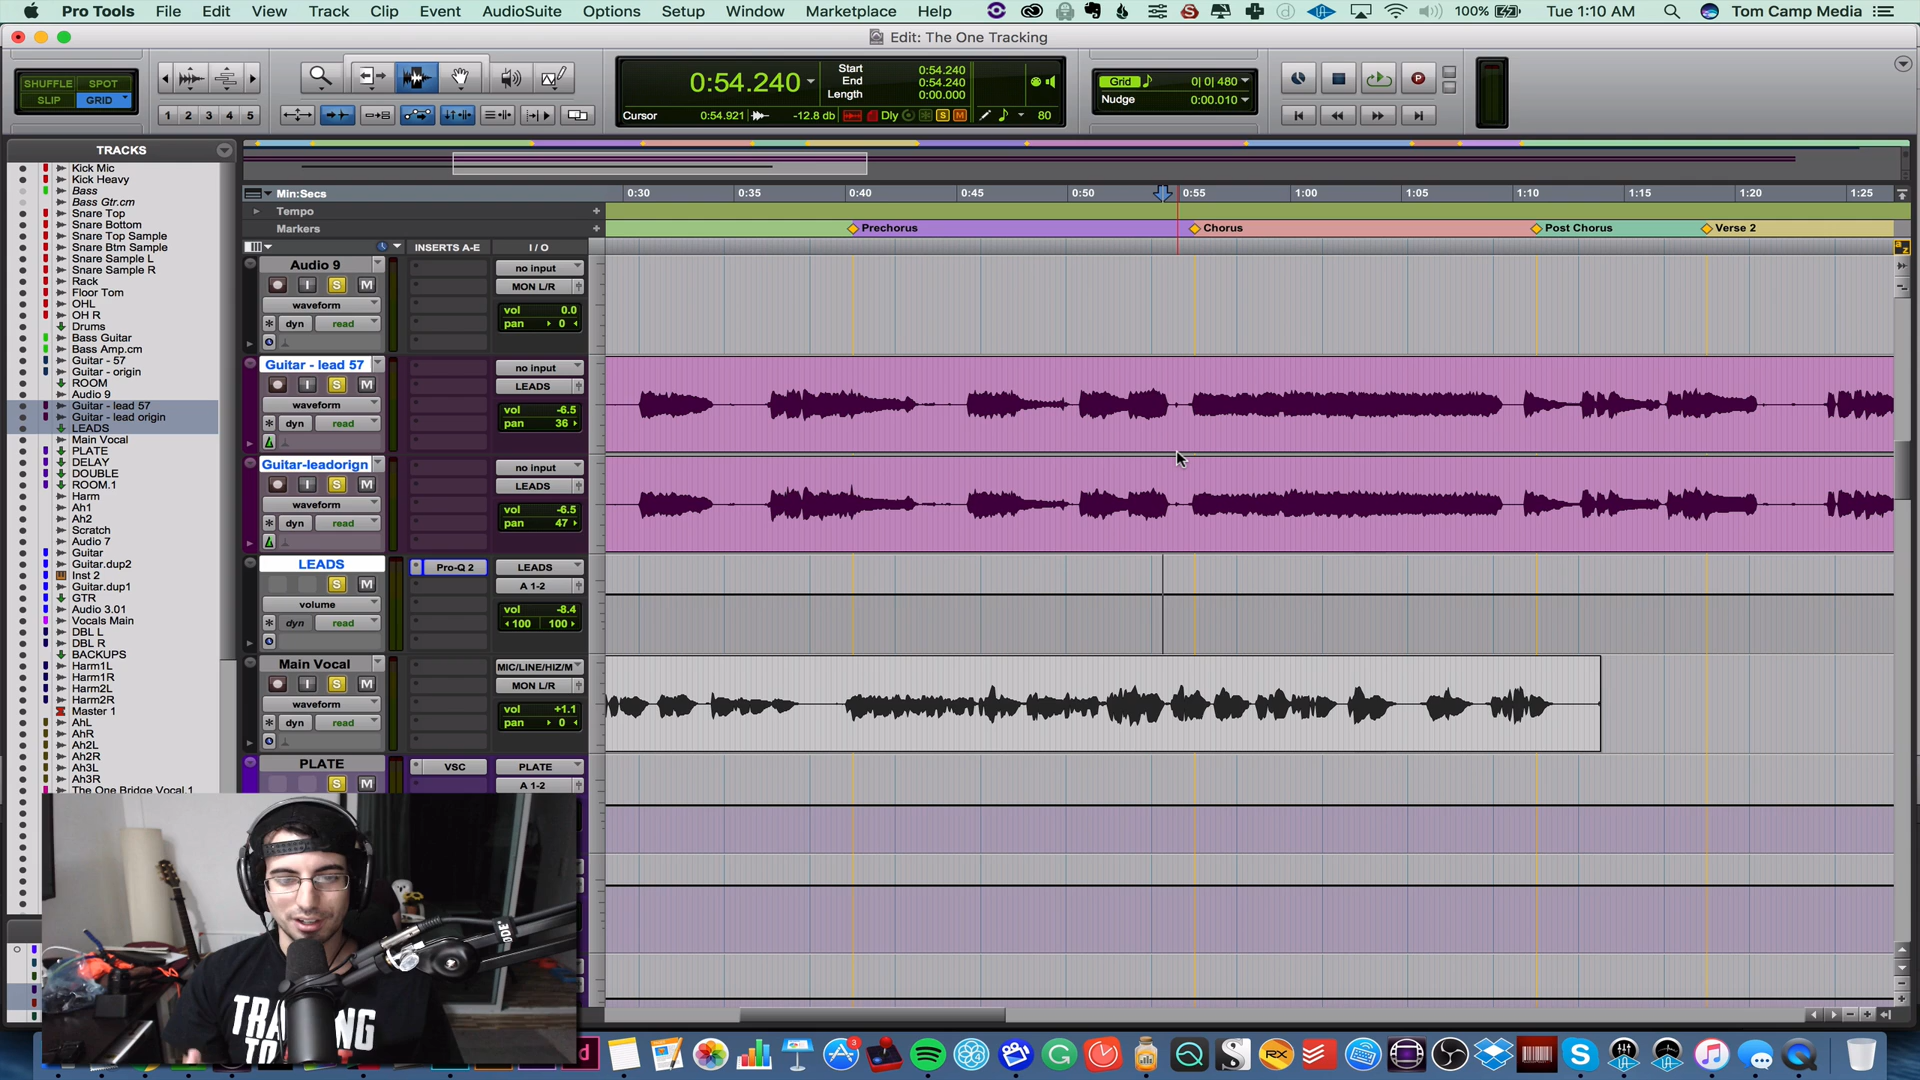 Pro Tools File Edit View Track Clip Event AudioSuite Options Setup Window Marketplace Help 100% Tue 1:10 AM Tom Camp Media
Edit: The One Tracking
SHUFFLE SPOT
SLIP GRID
1 2 3 4 5
0:54.240
Start 0:54.240
End 0:54.240
Length 0:00.000
Cursor 0:54.921 -12.8 db Dly S M 80
Grid 0| 0| 480
Nudge 0:00.010
TRACKS
Kick Mic
Kick Heavy
Bass
Bass Gtr.cm
Snare Top
Snare Bottom
Snare Top Sample
Snare Btm Sample
Snare Sample L
Snare Sample R
Rack
Floor Tom
OHL
OH R
Drums
Bass Guitar
Bass Amp.cm
Guitar - 57
Guitar - origin
ROOM
Audio 9
Guitar - lead 57
Guitar - lead origin
LEADS
Main Vocal
PLATE
DELAY
DOUBLE
ROOM.1
Harm
Ah1
Ah2
Scratch
Audio 7
Guitar
Guitar.dup2
Inst 2
Guitar.dup1
GTR
Audio 3.01
Vocals Main
DBL L
DBL R
BACKUPS
Harm1L
Harm1R
Harm2L
Harm2R
Master 1
AhL
AhR
Ah2L
Ah2R
Ah3L
Ah3R
The One Bridge Vocal.1
Min:Secs 0:30 0:35 0:40 0:45 0:50 0:55 1:00 1:05 1:10 1:15 1:20 1:25
Tempo
Markers Prechorus Chorus Post Chorus Verse 2
INSERTS A-E I / O
Audio 9 no input
I S M MON L/R
waveform vol 0.0
dyn read pan 0
Guitar - lead 57 no input
I S M LEADS
waveform vol -6.5
dyn read pan 36
Guitar-leadorign no input
I S M LEADS
waveform vol -6.5
dyn read pan 47
LEADS Pro-Q 2 LEADS
S M A 1-2
volume vol -8.4
dyn read 100 100
Main Vocal MIC/LINE/HIZ/M
I S M MON L/R
waveform vol +1.1
dyn read pan 0
PLATE VSC PLATE
S M A 1-2